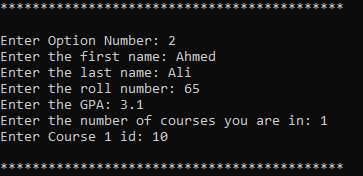 *******************************************
Enter Option Number: 2
Enter the first name: Ahmed
Enter the last name: Ali
Enter the roll number: 65
Enter the GPA: 3.1
Enter the number of courses you are in: 1
Enter Course 1 id: 10
*******************************************